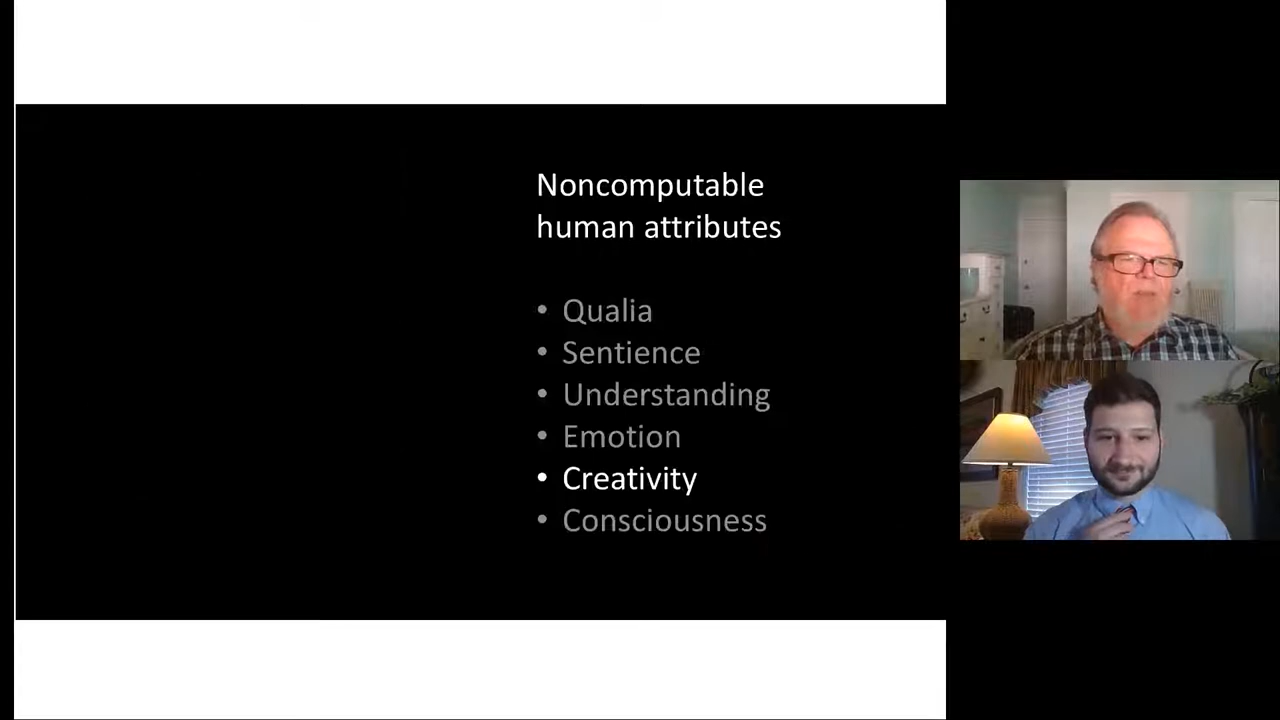 Noncomputable
human attributes
• Qualia
• Sentience
• Understanding
• Emotion
• Creativity
• Consciousness